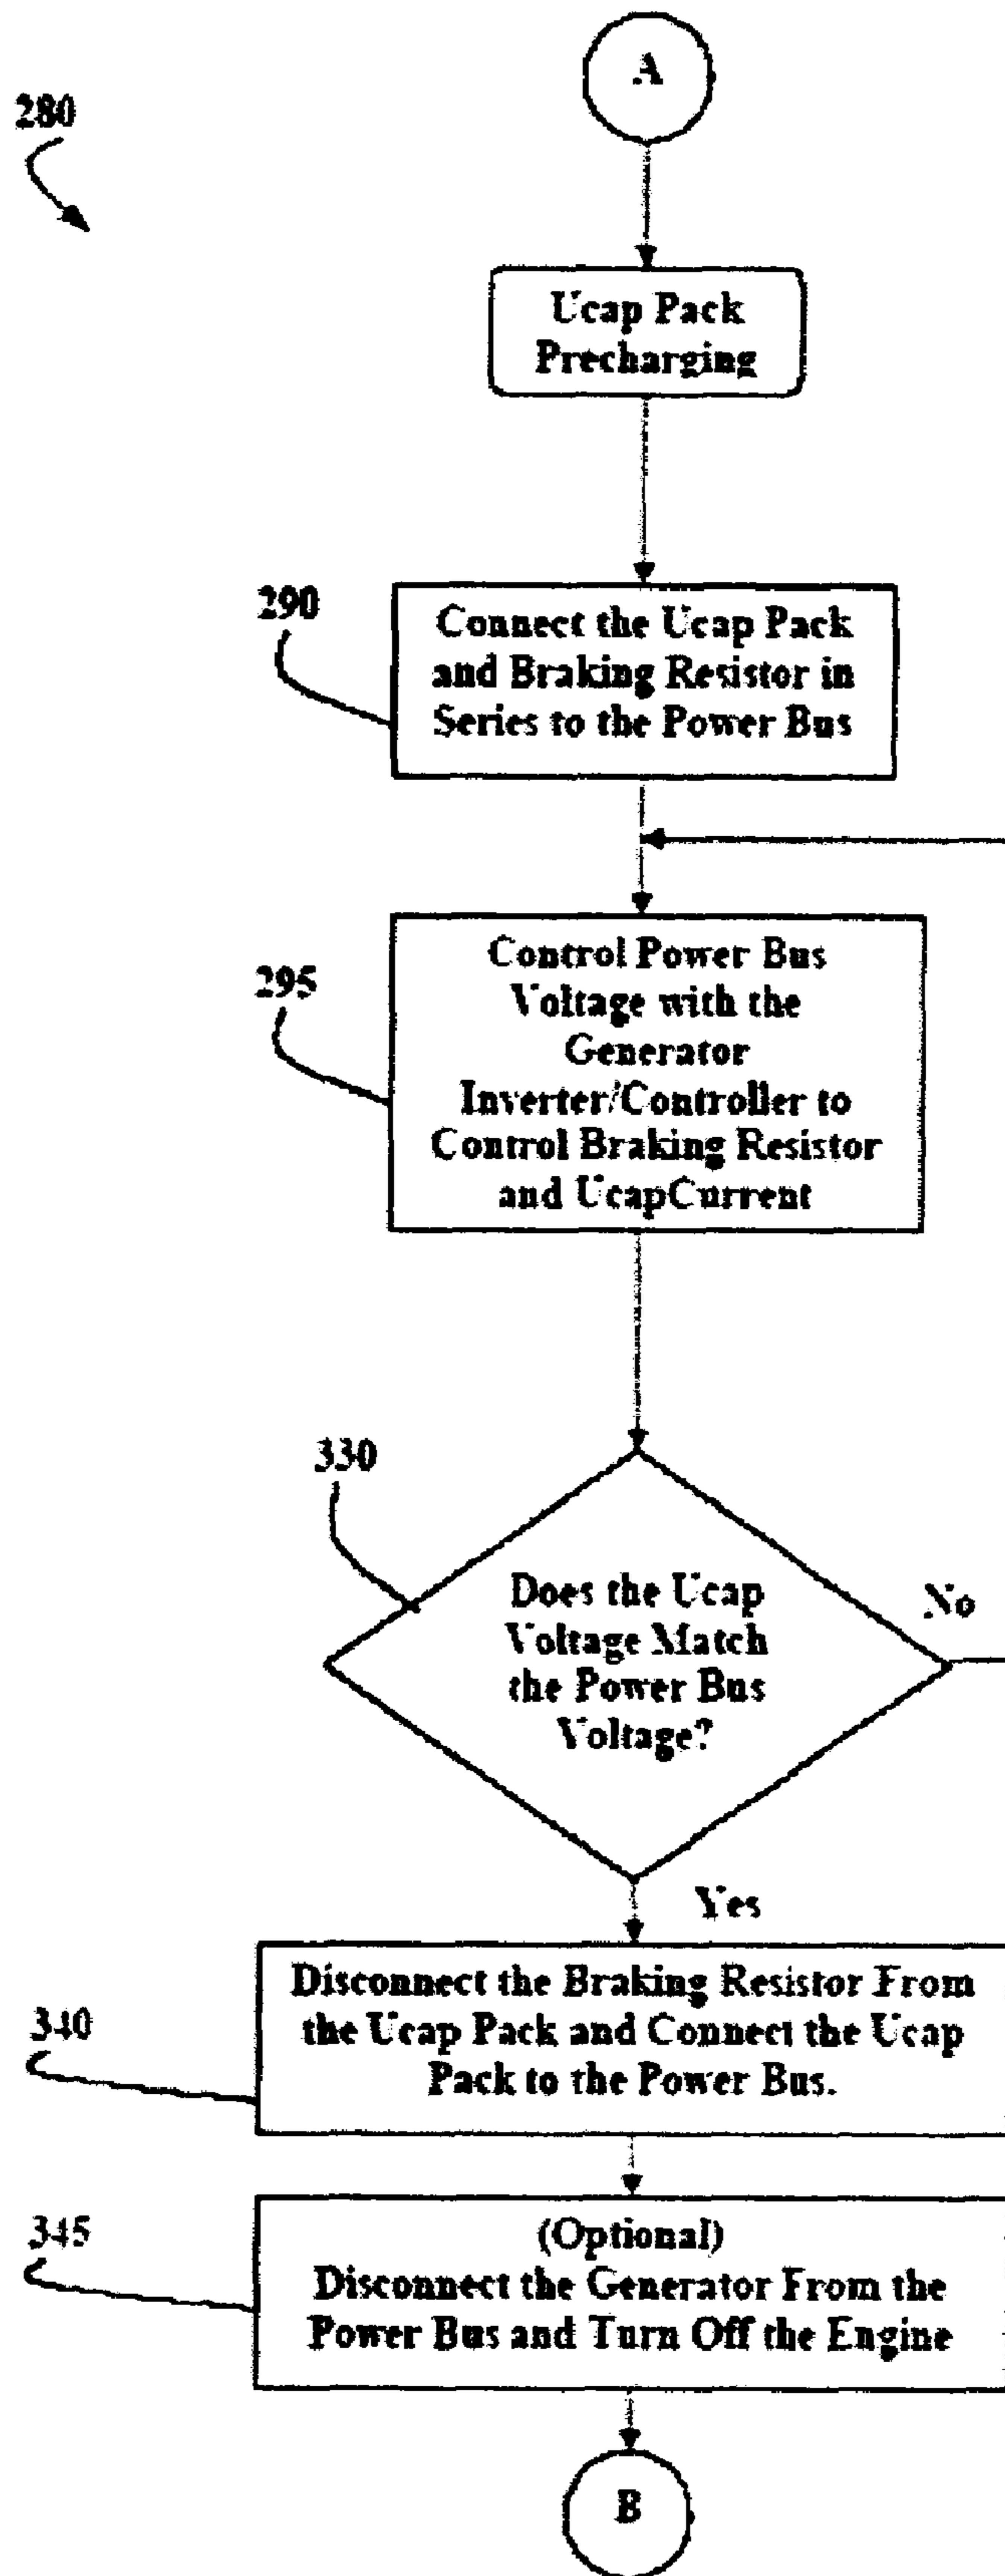 A
280
Ucap Pack
Precharging
290
Connect the Ucap Pack
and Braking Resistor in
Series to the Power Bus
295
Control Power Bus
Voltage with the
Generator
Inverter/Controller to
Control Braking Resistor
and UcapCurrent
330
Does the Ucap
Voltage Match
the Power Bus
Voltage?
No
Yes
340
Disconnect the Braking Resistor From
the Ucap Pack and Connect the Ucap
Pack to the Power Bus.
345
(Optional)
Disconnect the Generator From the
Power Bus and Turn Off the Engine
B